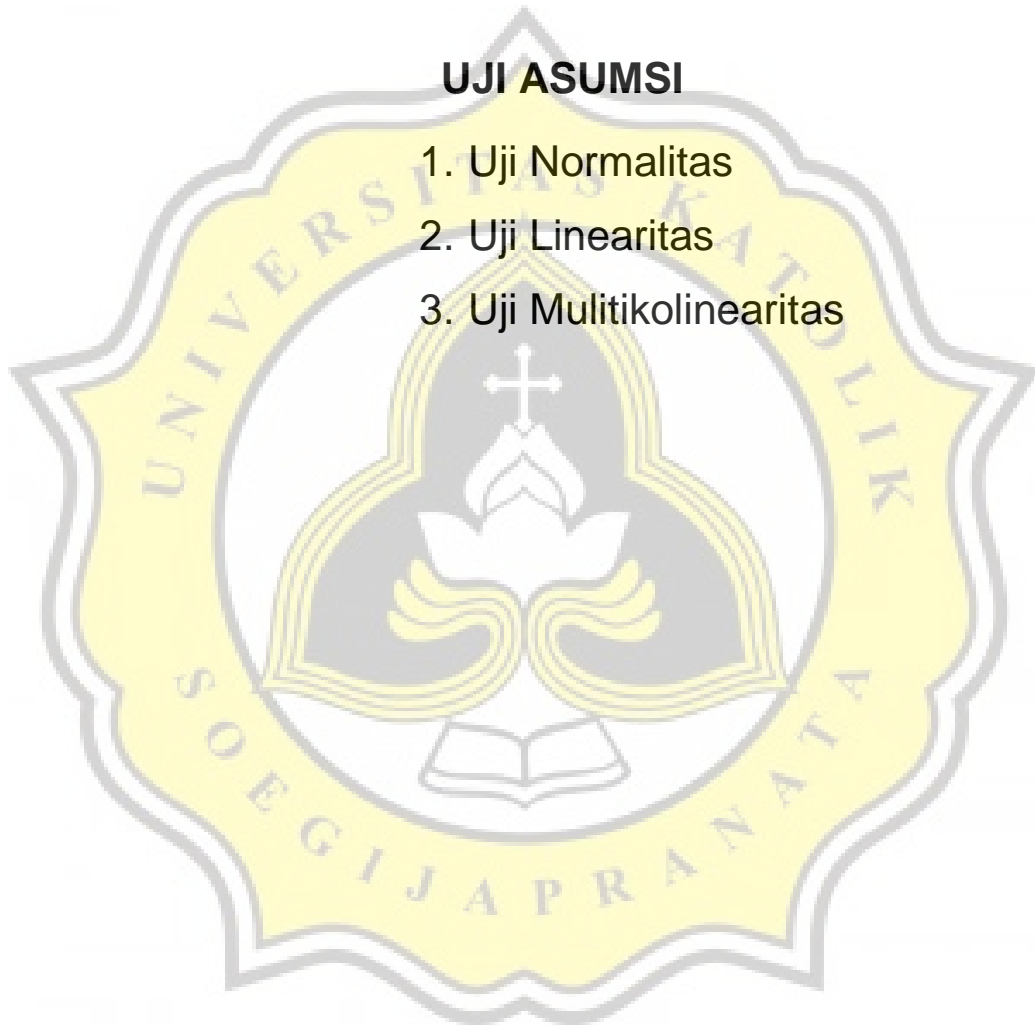 UJI ASUMSI
1. Uji Normalitas
2. Uji Linearitas
3. Uji Mulitikolinearitas
UNIVERSITAS KATOLIK
SOEGIJAPRANATA